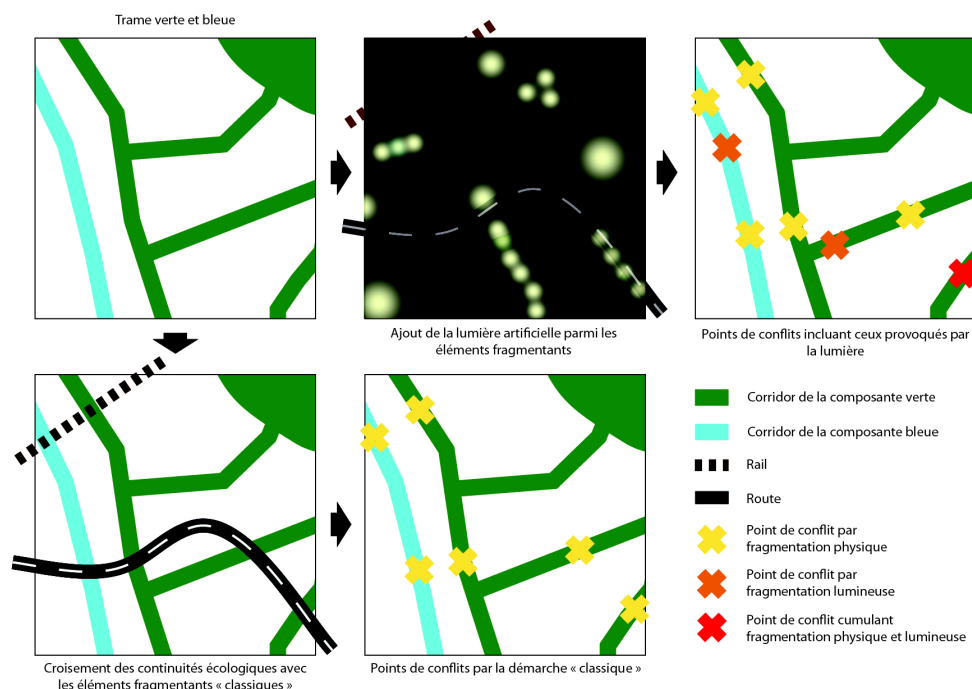 Trame verte et bleue
Ajout de la lumière artificielle parmi les
éléments fragmentants
Points de conflits incluant ceux provoqués par
la lumière
Croisement des continuités écologiques avec
les éléments fragmentants « classiques »
Points de conflits par la démarche « classique »
Corridor de la composante verte
Corridor de la composante bleue
Rail
Route
Point de conflit par
fragmentation physique
Point de conflit par
fragmentation lumineuse
Point de conflit cumulant
fragmentation physique et lumineuse